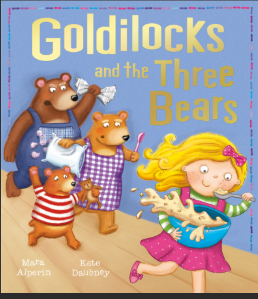 Goldilocks
and the Three
Bears
Mara Kate
Alperin Daubney